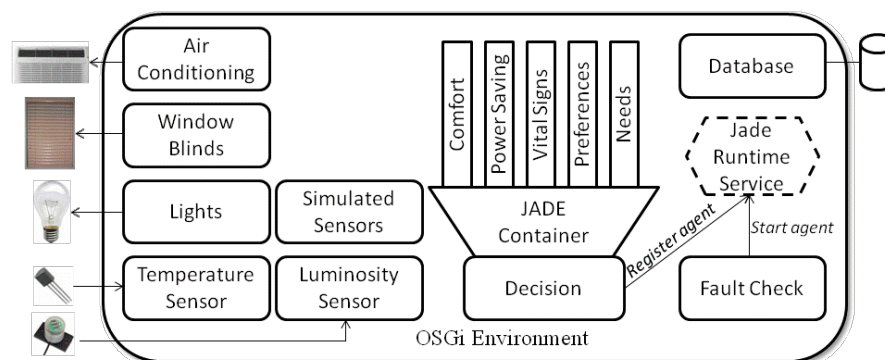 Air
Conditioning
Window
Blinds
Lights
Simulated
Sensors
Temperature
Sensor
Luminosity
Sensor
Comfort
Power Saving
Vital Signs
Preferences
Needs
JADE
Container
Decision
Register agent
Database
Jade
Runtime
Service
Start agent
Fault Check
OSGi Environment